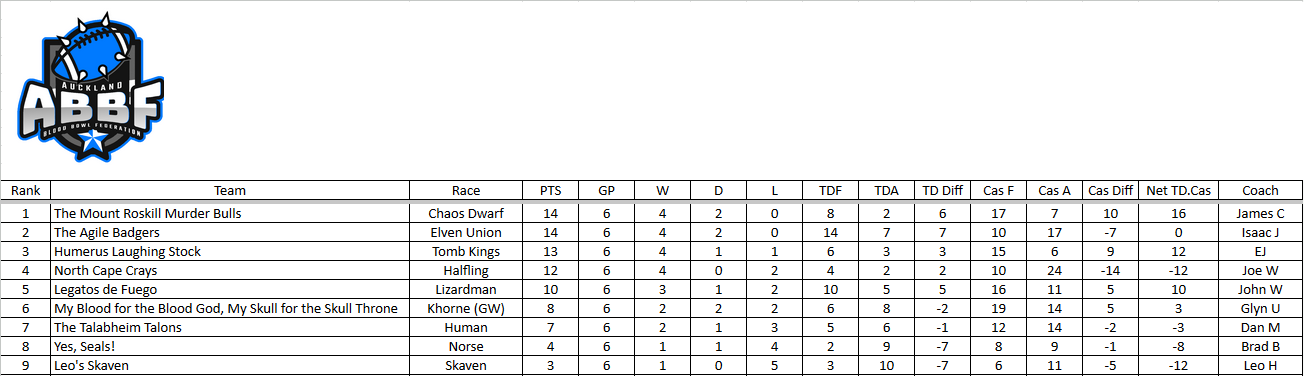 AUCKLAND
ABBF
BLOOD BOWL FEDERATION
Rank Team Race PTS GP W D L TDF TDA TD Diff Cas F Cas A Cas Diff Net TD.Cas Coach
1 The Mount Roskill Murder Bulls Chaos Dwarf 14 6 4 2 0 8 2 6 17 7 10 16 James C
2 The Agile Badgers Elven Union 14 6 4 2 0 14 7 7 10 17 -7 0 Isaac J
3 Humerus Laughing Stock Tomb Kings 13 6 4 1 1 6 3 3 15 6 9 12 EJ
4 North Cape Crays Halfling 12 6 4 0 2 4 2 2 10 24 -14 -12 Joe W
5 Legatos de Fuego Lizardman 10 6 3 1 2 10 5 5 16 11 5 10 John W
6 My Blood for the Blood God, My Skull for the Skull Throne Khorne (GW) 8 6 2 2 2 6 8 -2 19 14 5 3 Glyn U
7 The Talabheim Talons Human 7 6 2 1 3 5 6 -1 12 14 -2 -3 Dan M
8 Yes, Seals! Norse 4 6 1 1 4 2 9 -7 8 9 -1 -8 Brad B
9 Leo's Skaven Skaven 3 6 1 0 5 3 10 -7 6 11 -5 -12 Leo H